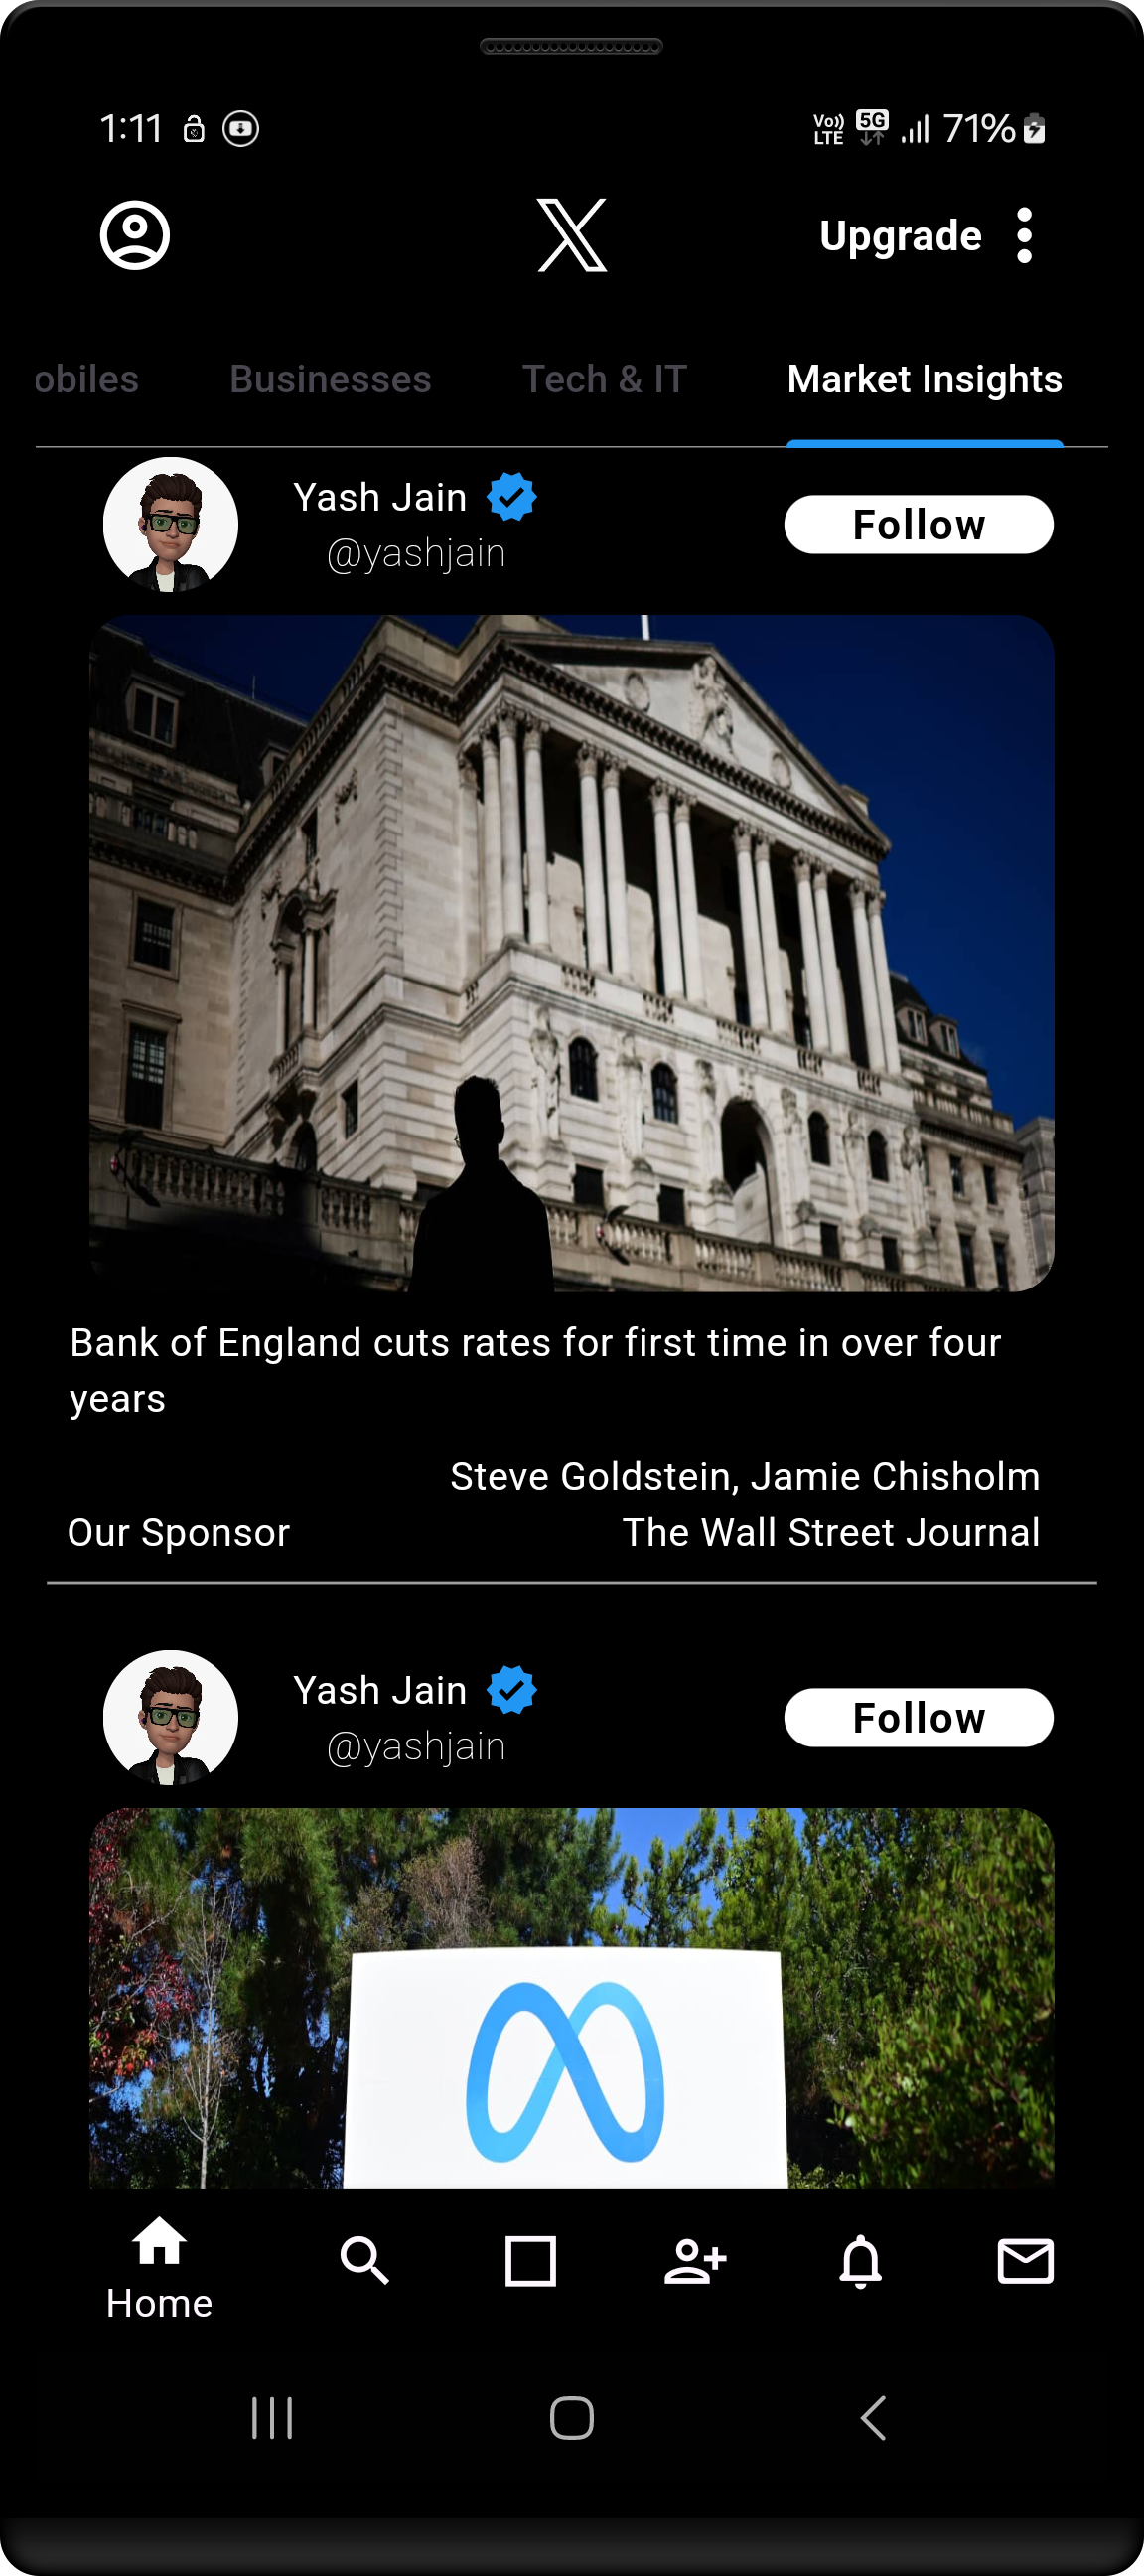 1:11
Vo)) LTE 5G 71%
X
Upgrade
obiles Businesses Tech & IT Market Insights
Yash Jain
@yashjain
Follow
Bank of England cuts rates for first time in over four
years
Steve Goldstein, Jamie Chisholm
Our Sponsor The Wall Street Journal
Yash Jain
@yashjain
Follow
Home